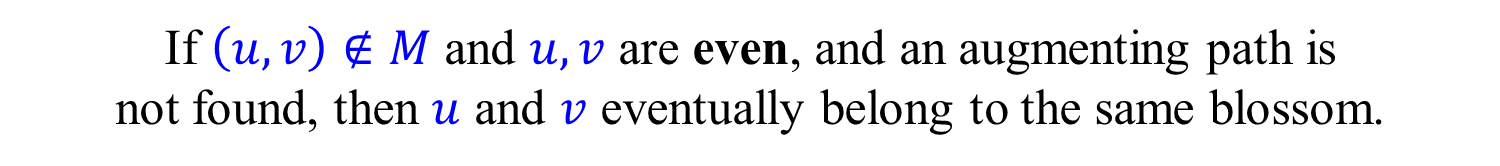 If (𝑢, 𝑣) ∉ 𝑀 and 𝑢, 𝑣 are even, and an augmenting path is
not found, then 𝑢 and 𝑣 eventually belong to the same blossom.